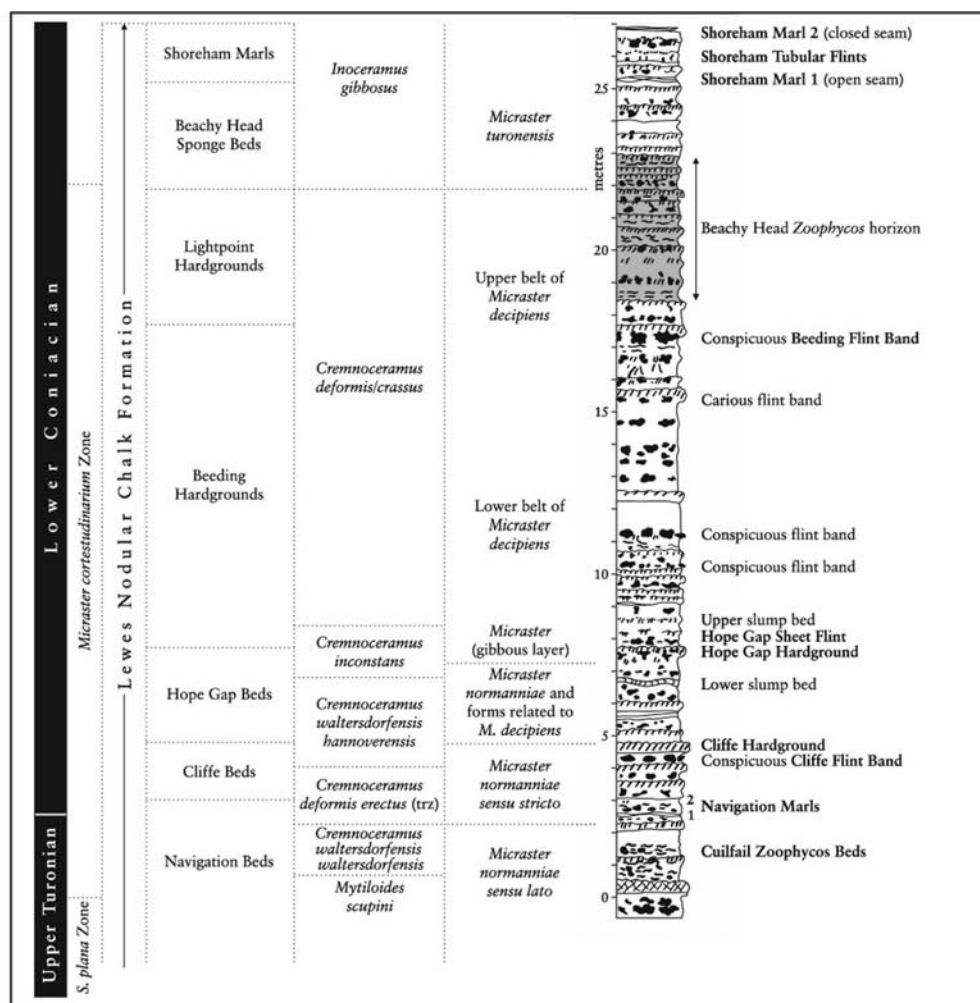 Lower Coniacian
Upper Turonian
Micraster cortestudinarium Zone
S. plana Zone
Lewes Nodular Chalk Formation
Shoreham Marls
Beachy Head
Sponge Beds
Lightpoint
Hardgrounds
Beeding
Hardgrounds
Hope Gap Beds
Cliffe Beds
Navigation Beds
Inoceramus
gibbosus
Cremnoceramus
deformis/crassus
Cremnoceramus
inconstans
Cremnoceramus
waltersdorfensis
hannoverensis
Cremnoceramus
deformis erectus (trz)
Cremnoceramus
waltersdorfensis
waltersdorfensis
Mytiloides
scupini
Micraster
turonensis
Upper belt of
Micraster
decipiens
Lower belt of
Micraster
decipiens
Micraster
(gibbous layer)
Micraster
normanniae and
forms related to
M. decipiens
Micraster
normanniae
sensu stricto
Micraster
normanniae
sensu lato
metres
25
20
15
10
5
0
Shoreham Marl 2 (closed seam)
Shoreham Tubular Flints
Shoreham Marl 1 (open seam)
Beachy Head Zoophycos horizon
Conspicuous Beeding Flint Band
Carious flint band
Conspicuous flint band
Conspicuous flint band
Upper slump bed
Hope Gap Sheet Flint
Hope Gap Hardground
Lower slump bed
Cliffe Hardground
Conspicuous Cliffe Flint Band
2
1
Navigation Marls
Cuilfail Zoophycos Beds